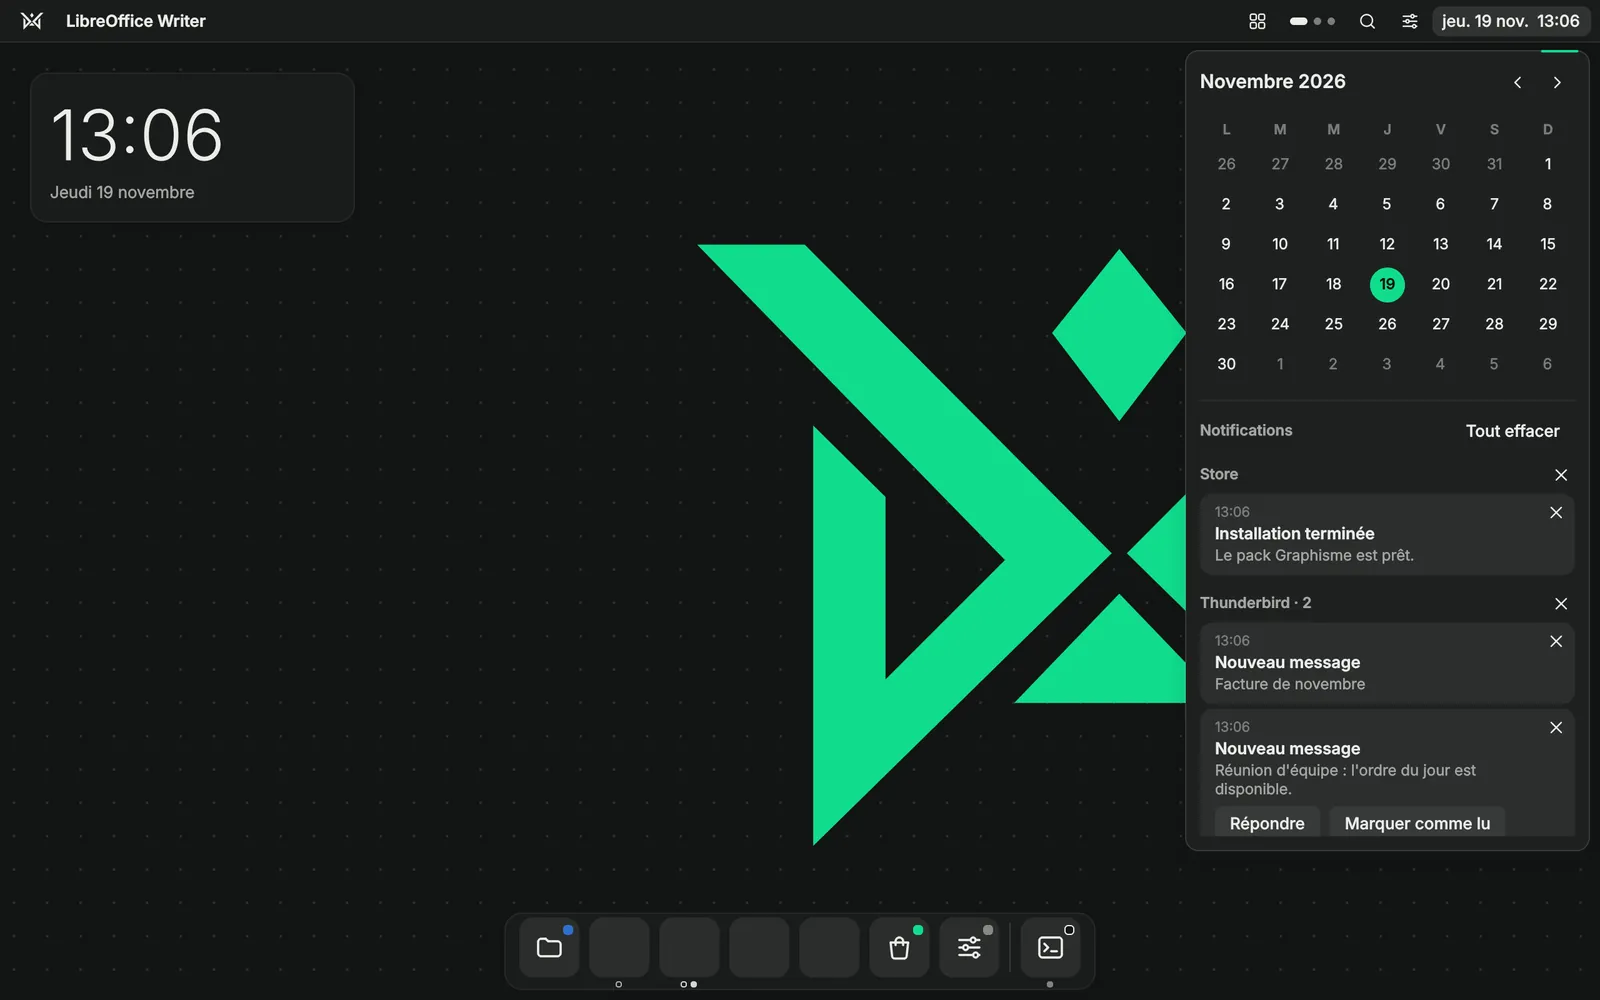 LibreOffice Writer
jeu. 19 nov. 13:06
13:06
Jeudi 19 novembre
Novembre 2026
L M M J V S D
26 27 28 29 30 31 1
2 3 4 5 6 7 8
9 10 11 12 13 14 15
16 17 18 19 20 21 22
23 24 25 26 27 28 29
30 1 2 3 4 5 6
Notifications
Tout effacer
Store
13:06
Installation terminée
Le pack Graphisme est prêt.
Thunderbird · 2
13:06
Nouveau message
Facture de novembre
13:06
Nouveau message
Réunion d'équipe : l'ordre du jour est
disponible.
Répondre
Marquer comme lu